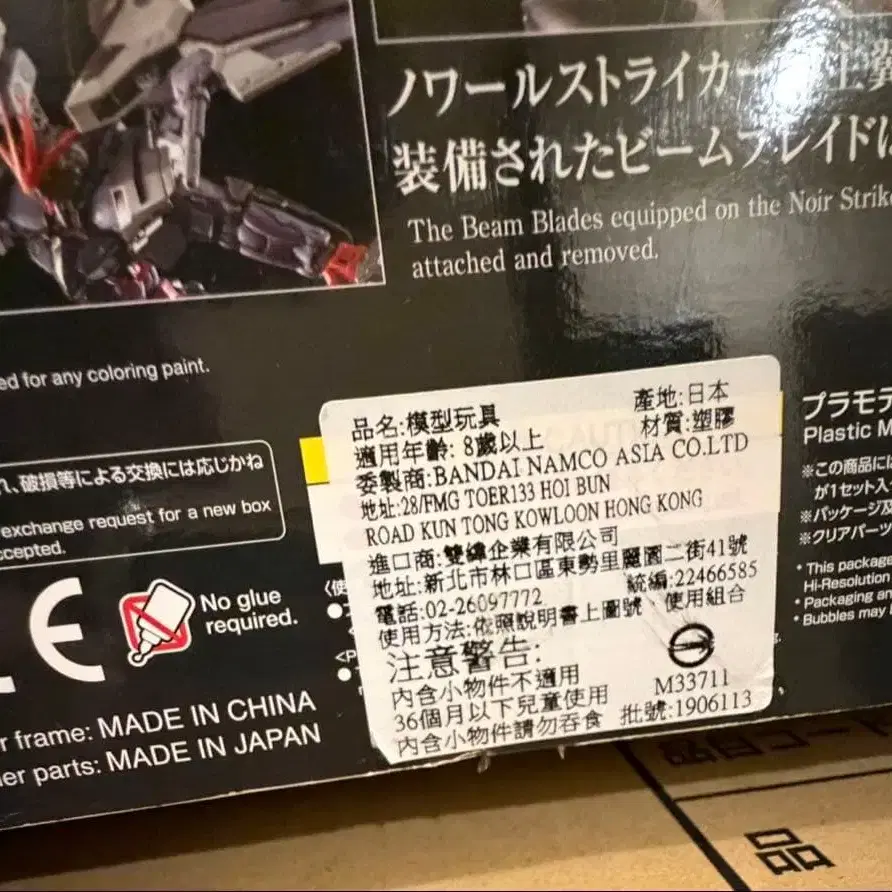 ノワールストライカー 主翼
装備されたビームブレイドは
The Beam Blades equipped on the Noir Strike
attached and removed.
ed for any coloring paint.
れ、破損等による交換には応じかね
exchange request for a new box
ccepted.
CE
No glue
required.
r frame: MADE IN CHINA
er parts: MADE IN JAPAN
品名:模型玩具 產地:日本
適用年齡: 8歲以上 材質:塑膠
委製商:BANDAI NAMCO ASIA CO.LTD
地址:28/FMG TOER133 HOI BUN
ROAD KUN TONG KOWLOON HONG KONG
進口商:雙緯企業有限公司
地址:新北市林口區東勢里麗園二街41號
電話:02-26097772 統編:22466585
使用方法:依照說明書上圖號、使用組合
注意警告:
內含小物件不適用
36個月以下兒童使用
內含小物件請勿吞食
M33711
批號:1906113
プラモデ
Plastic M
※この商品には
が1セット入
※パッケージ及
※クリアパーツ
* This package
Hi-Resolution
* Packaging an
* Bubbles may
品